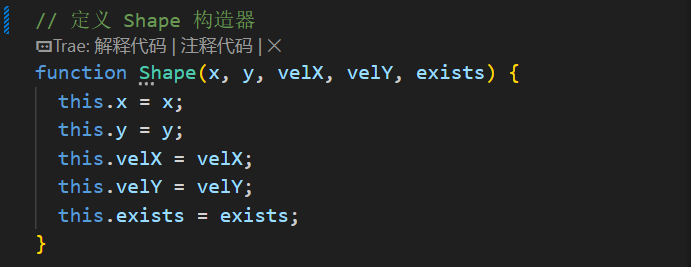 // 定义 Shape 构造器
Trae: 解释代码 | 注释代码 | ×
function Shape(x, y, velX, velY, exists) {
  this.x = x;
  this.y = y;
  this.velX = velX;
  this.velY = velY;
  this.exists = exists;
}